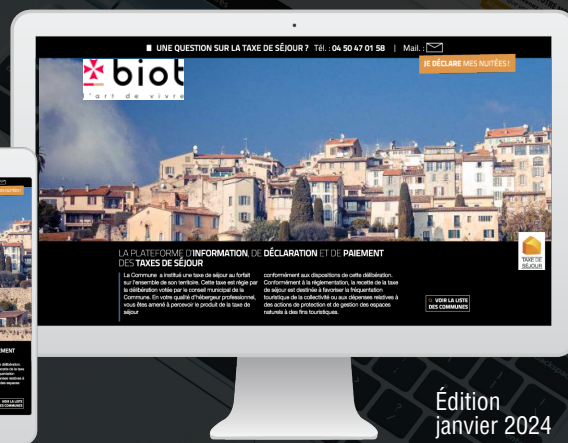 UNE QUESTION SUR LA TAXE DE SÉJOUR ? Tél. : 04 50 47 01 58 | Mail. :
JE DÉCLARE MES NUITÉES !
biot
l'art de vivre
LA PLATEFORME D'INFORMATION, DE DÉCLARATION ET DE PAIEMENT
DES TAXES DE SÉJOUR
La Commune a institué une taxe de séjour au forfait
sur l'ensemble de son territoire. Cette taxe est régie par
la délibération votée par le conseil municipal de la
Commune. En votre qualité d'hébergeur professionnel,
vous êtes amené à percevoir le produit de la taxe de
séjour
conformément aux dispositions de cette délibération.
Conformément à la réglementation, la recette de la taxe
de séjour est destinée à favoriser la fréquentation
touristique de la collectivité ou aux dépenses relatives à
des actions de protection et de gestion des espaces
naturels à des fins touristiques.
TAXE DE
SÉJOUR
VOIR LA LISTE
DES COMMUNES
MENT
VOIR LA LISTE
DES COMMUNES
Édition
janvier 2024